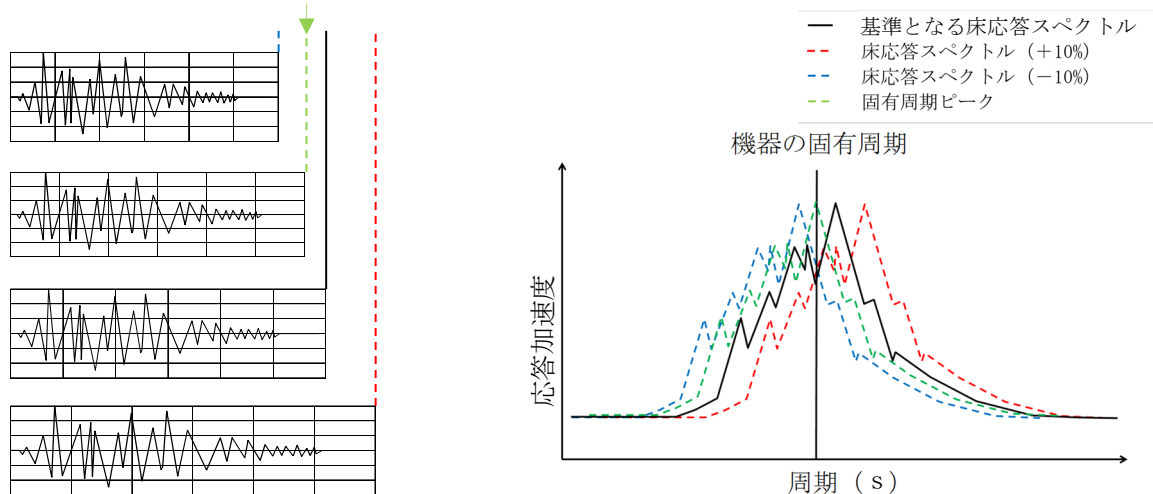 基準となる床応答スペクトル
床応答スペクトル（＋10%）
床応答スペクトル（－10%）
固有周期ピーク
機器の固有周期
応答加速度
周期（ｓ）